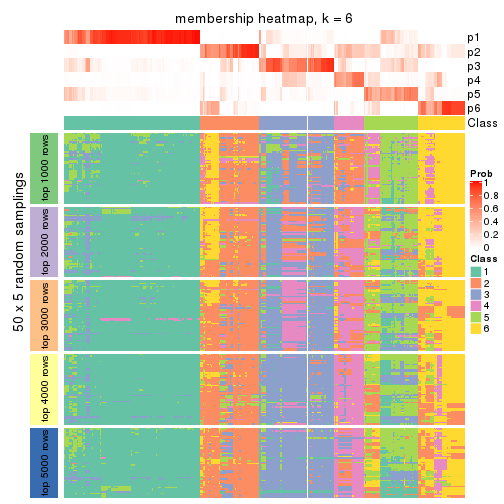 membership heatmap, k = 6
p1
p2
p3
p4
p5
p6
Class
50 x 5 random samplings
top 1000 rows
top 2000 rows
top 3000 rows
top 4000 rows
top 5000 rows
Prob
1
0.8
0.6
0.4
0.2
0
Class
1
2
3
4
5
6